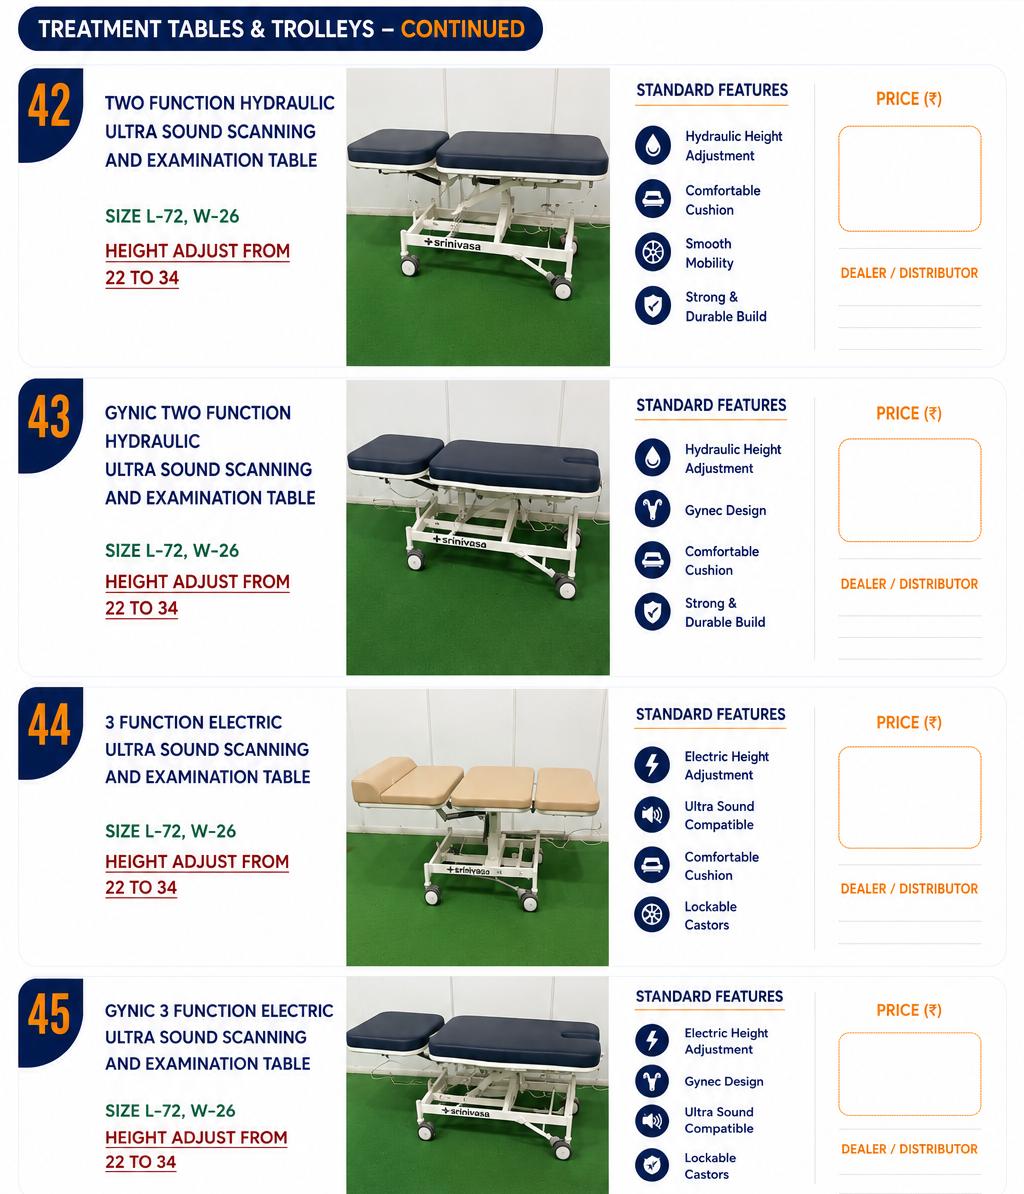 TREATMENT TABLES & TROLLEYS – CONTINUED
42
TWO FUNCTION HYDRAULIC
ULTRA SOUND SCANNING
AND EXAMINATION TABLE
SIZE L-72, W-26
HEIGHT ADJUST FROM
22 TO 34
srinivasa
STANDARD FEATURES
Hydraulic Height
Adjustment
Comfortable
Cushion
Smooth
Mobility
Strong &
Durable Build
PRICE (₹)
DEALER / DISTRIBUTOR
43
GYNIC TWO FUNCTION
HYDRAULIC
ULTRA SOUND SCANNING
AND EXAMINATION TABLE
SIZE L-72, W-26
HEIGHT ADJUST FROM
22 TO 34
srinivasa
STANDARD FEATURES
Hydraulic Height
Adjustment
Gynec Design
Comfortable
Cushion
Strong &
Durable Build
PRICE (₹)
DEALER / DISTRIBUTOR
44
3 FUNCTION ELECTRIC
ULTRA SOUND SCANNING
AND EXAMINATION TABLE
SIZE L-72, W-26
HEIGHT ADJUST FROM
22 TO 34
srinivasa
STANDARD FEATURES
Electric Height
Adjustment
Ultra Sound
Compatible
Comfortable
Cushion
Lockable
Castors
PRICE (₹)
DEALER / DISTRIBUTOR
45
GYNIC 3 FUNCTION ELECTRIC
ULTRA SOUND SCANNING
AND EXAMINATION TABLE
SIZE L-72, W-26
HEIGHT ADJUST FROM
22 TO 34
srinivasa
STANDARD FEATURES
Electric Height
Adjustment
Gynec Design
Ultra Sound
Compatible
Lockable
Castors
PRICE (₹)
DEALER / DISTRIBUTOR